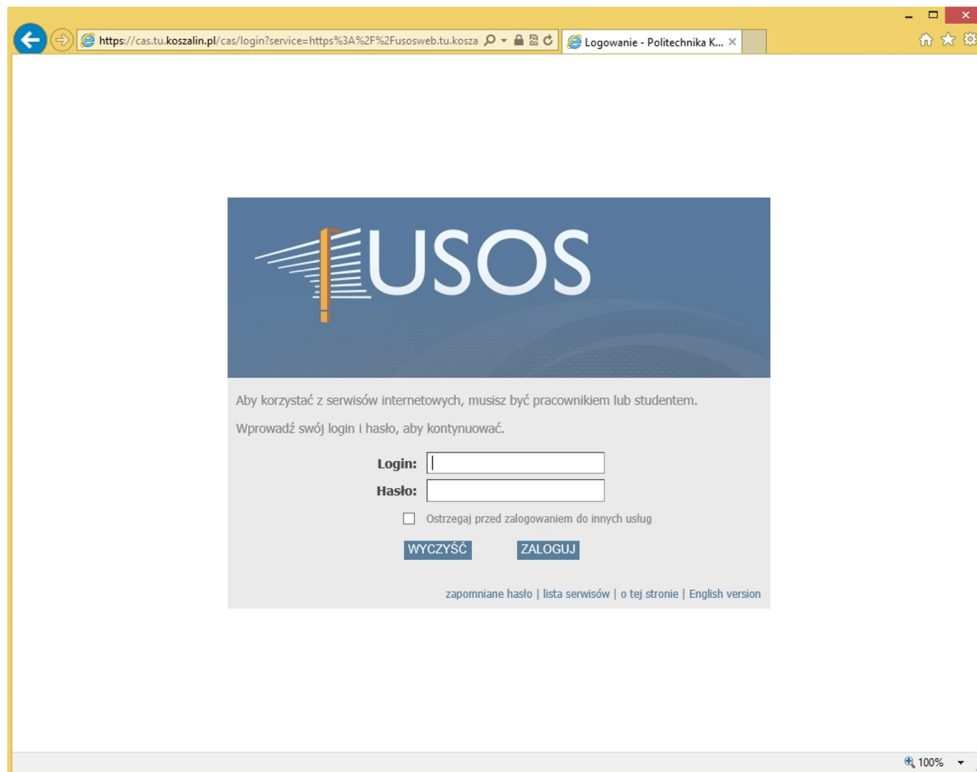 https://cas.tu.koszalin.pl/cas/login?service=https%3A%2F%2Fusosweb.tu.kosza
Logowanie - Politechnika K...
USOS
Aby korzystać z serwisów internetowych, musisz być pracownikiem lub studentem.
Wprowadź swój login i hasło, aby kontynuować.
Login:
Hasło:
Ostrzegaj przed zalogowaniem do innych usług
WYCZYŚĆ ZALOGUJ
zapomniane hasło | lista serwisów | o tej stronie | English version
100%